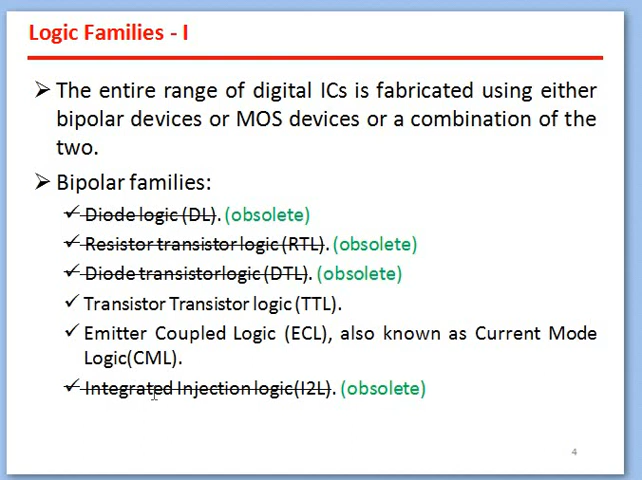 Logic Families - I
The entire range of digital ICs is fabricated using either
bipolar devices or MOS devices or a combination of the
two.
Bipolar families:
Diode logic (DL). (obsolete)
Resistor transistor logic (RTL). (obsolete)
Diode transistor logic (DTL). (obsolete)
Transistor Transistor logic (TTL).
Emitter Coupled Logic (ECL), also known as Current Mode
Logic(CML).
Integrated Injection logic(I2L). (obsolete)
4